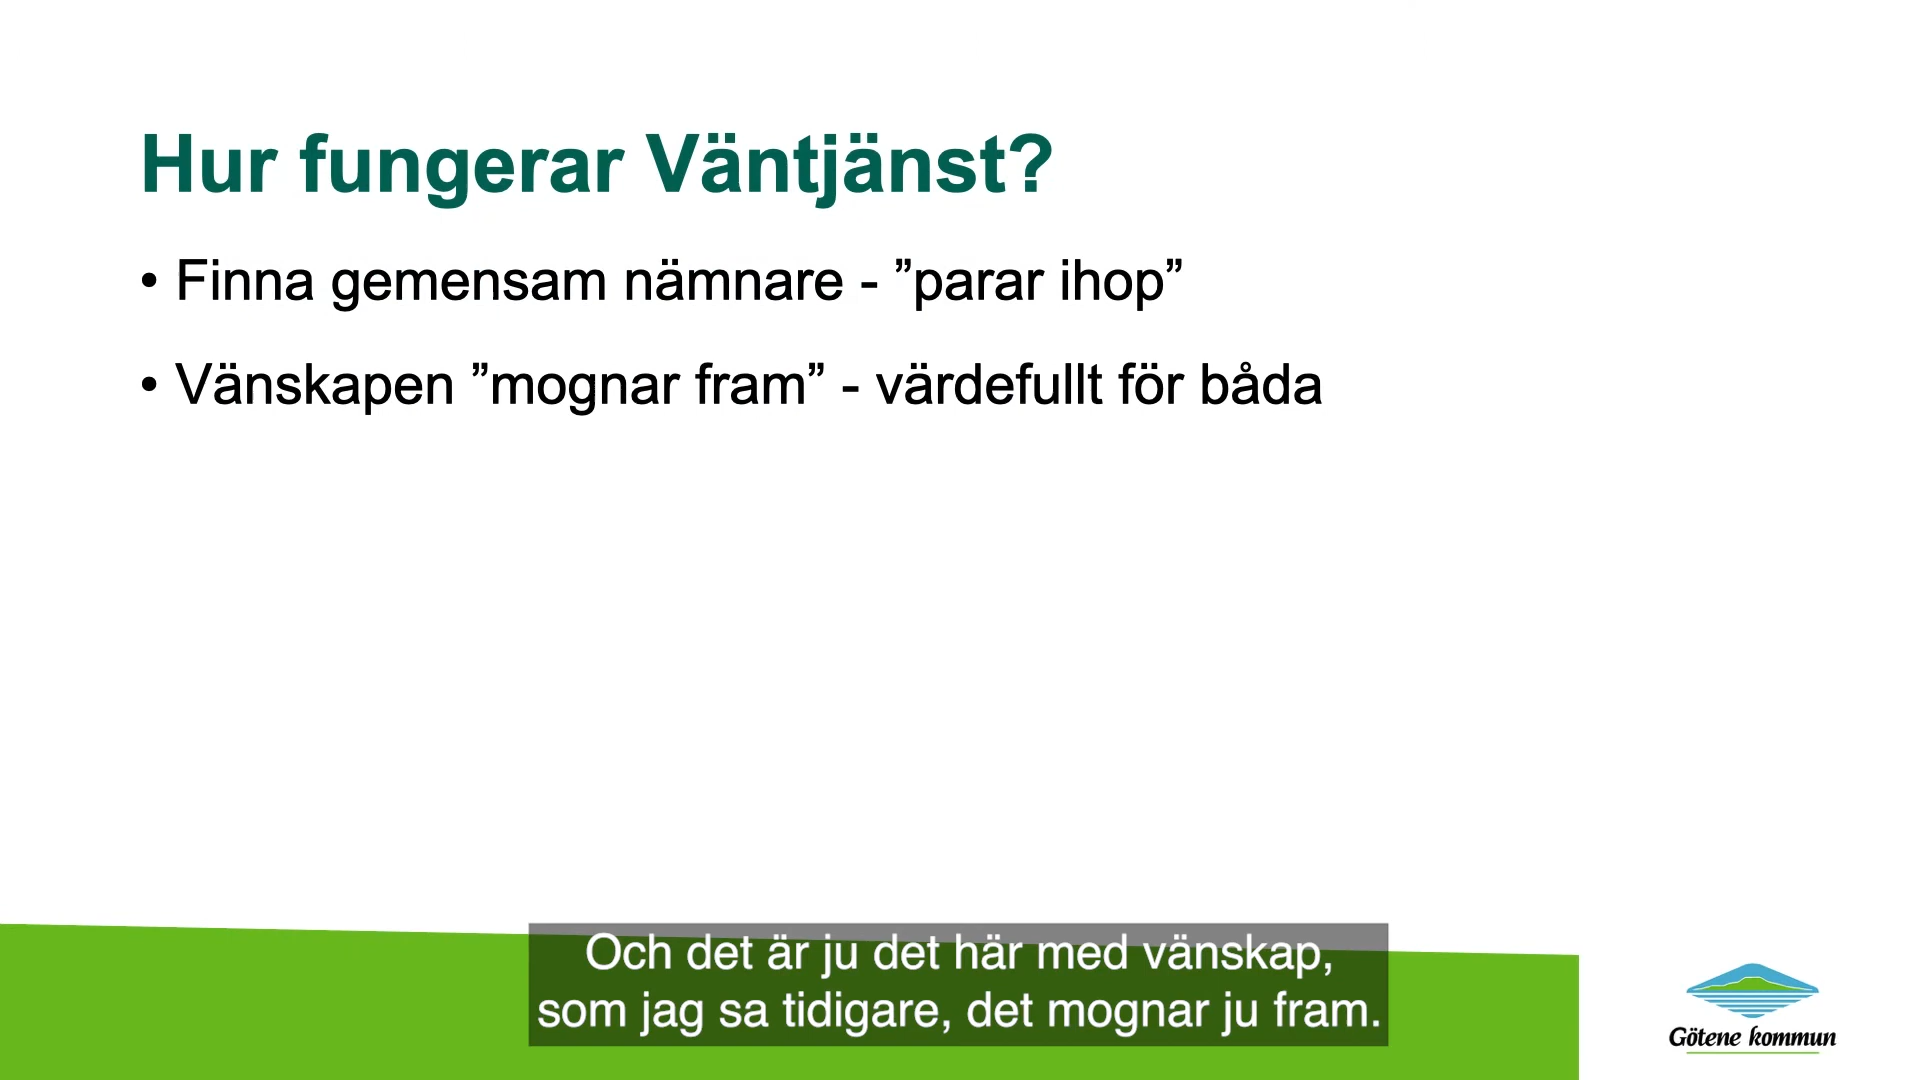 Hur fungerar Väntjänst?
• Finna gemensam nämnare - ”parar ihop”
• Vänskapen ”mognar fram” - värdefullt för båda
Och det är ju det här med vänskap,
som jag sa tidigare, det mognar ju fram.
Götene kommun